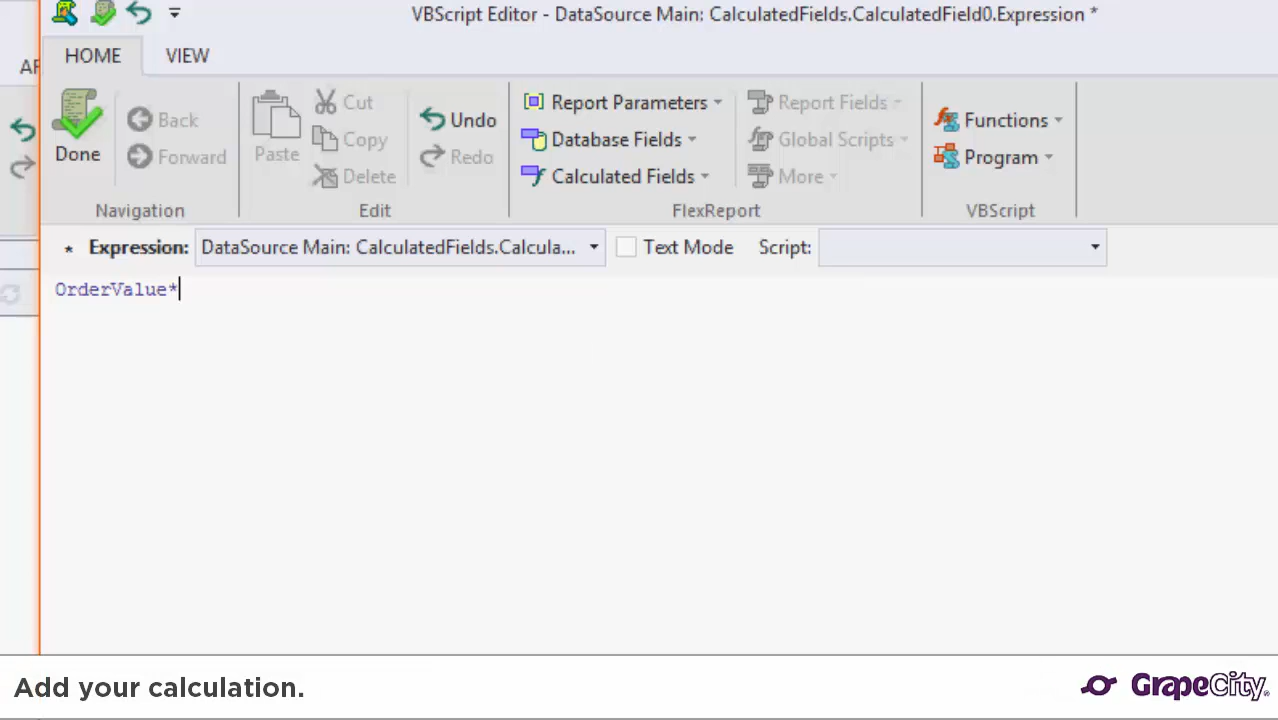 VBScript Editor - DataSource Main: CalculatedFields.CalculatedField0.Expression *
HOME VIEW
AF
Done
Back
Forward
Navigation
Paste
Cut
Copy
Delete
Undo
Redo
Edit
Report Parameters
Database Fields
Calculated Fields
Report Fields
Global Scripts
More
FlexReport
Functions
Program
VBScript
* Expression: DataSource Main: CalculatedFields.Calcula... Text Mode Script:
OrderValue*
Add your calculation.
GrapeCity®